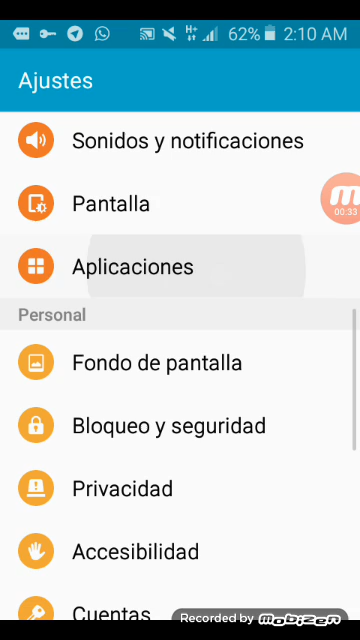 H+ 62% 2:10 AM
Ajustes
Sonidos y notificaciones
Pantalla
m
00:33
Aplicaciones
Personal
Fondo de pantalla
Bloqueo y seguridad
Privacidad
Accesibilidad
Cuentas
Recorded by mobizen